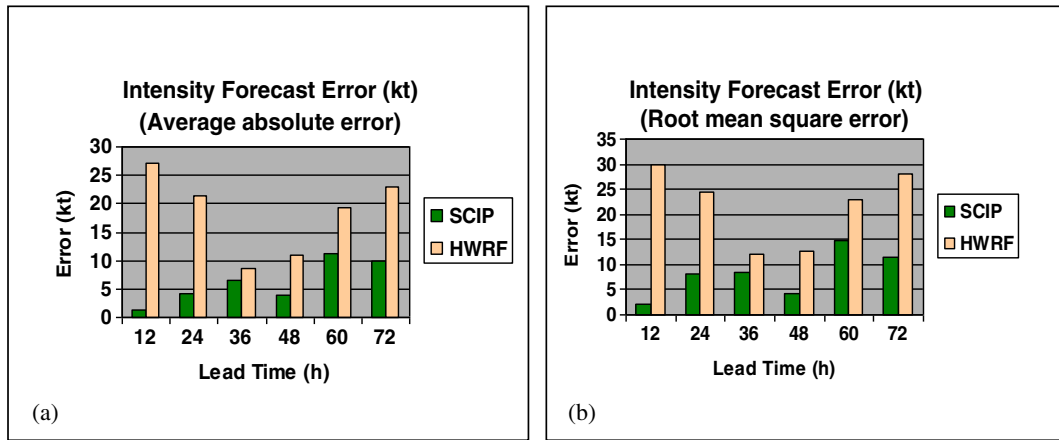 Intensity Forecast Error (kt)
(Average absolute error)
Error (kt)
30
25
20
15
10
5
0
12 24 36 48 60 72
Lead Time (h)
SCIP
HWRF
(a)
Intensity Forecast Error (kt)
(Root mean square error)
Error (kt)
35
30
25
20
15
10
5
0
12 24 36 48 60 72
Lead Time (h)
SCIP
HWRF
(b)